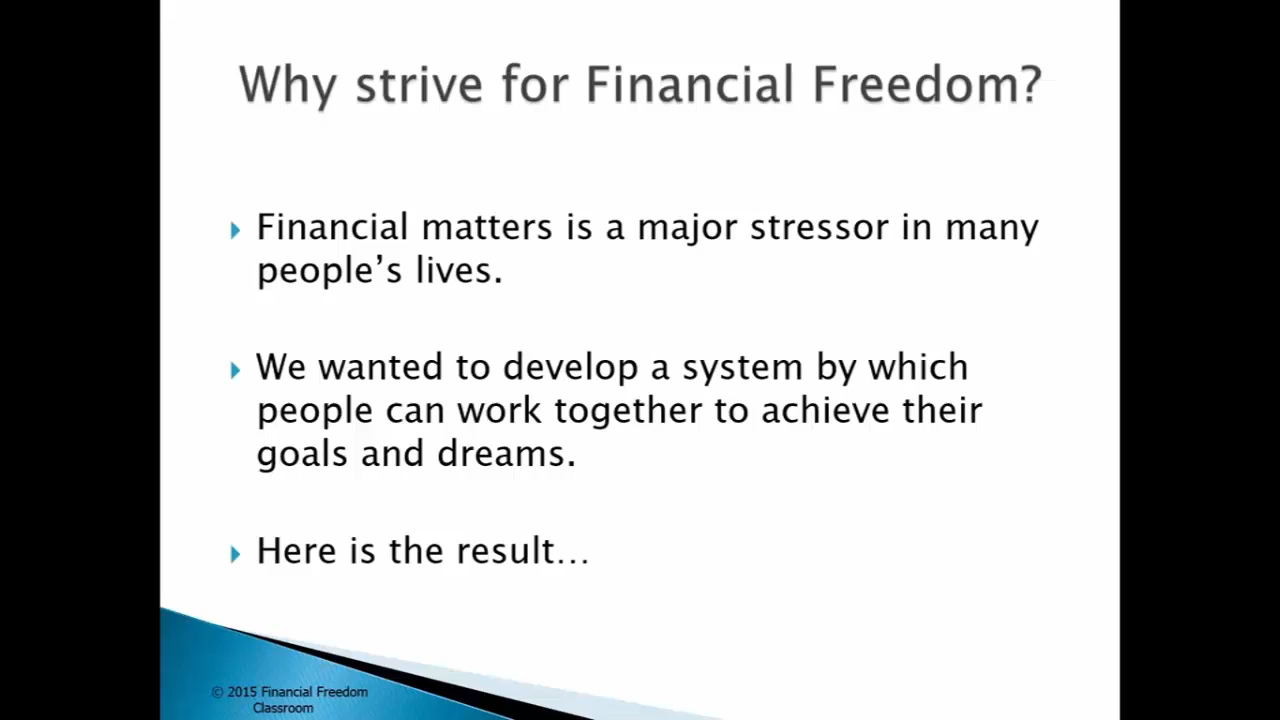 Why strive for Financial Freedom?
Financial matters is a major stressor in many
people’s lives.
We wanted to develop a system by which
people can work together to achieve their
goals and dreams.
Here is the result…
© 2015 Financial Freedom
Classroom